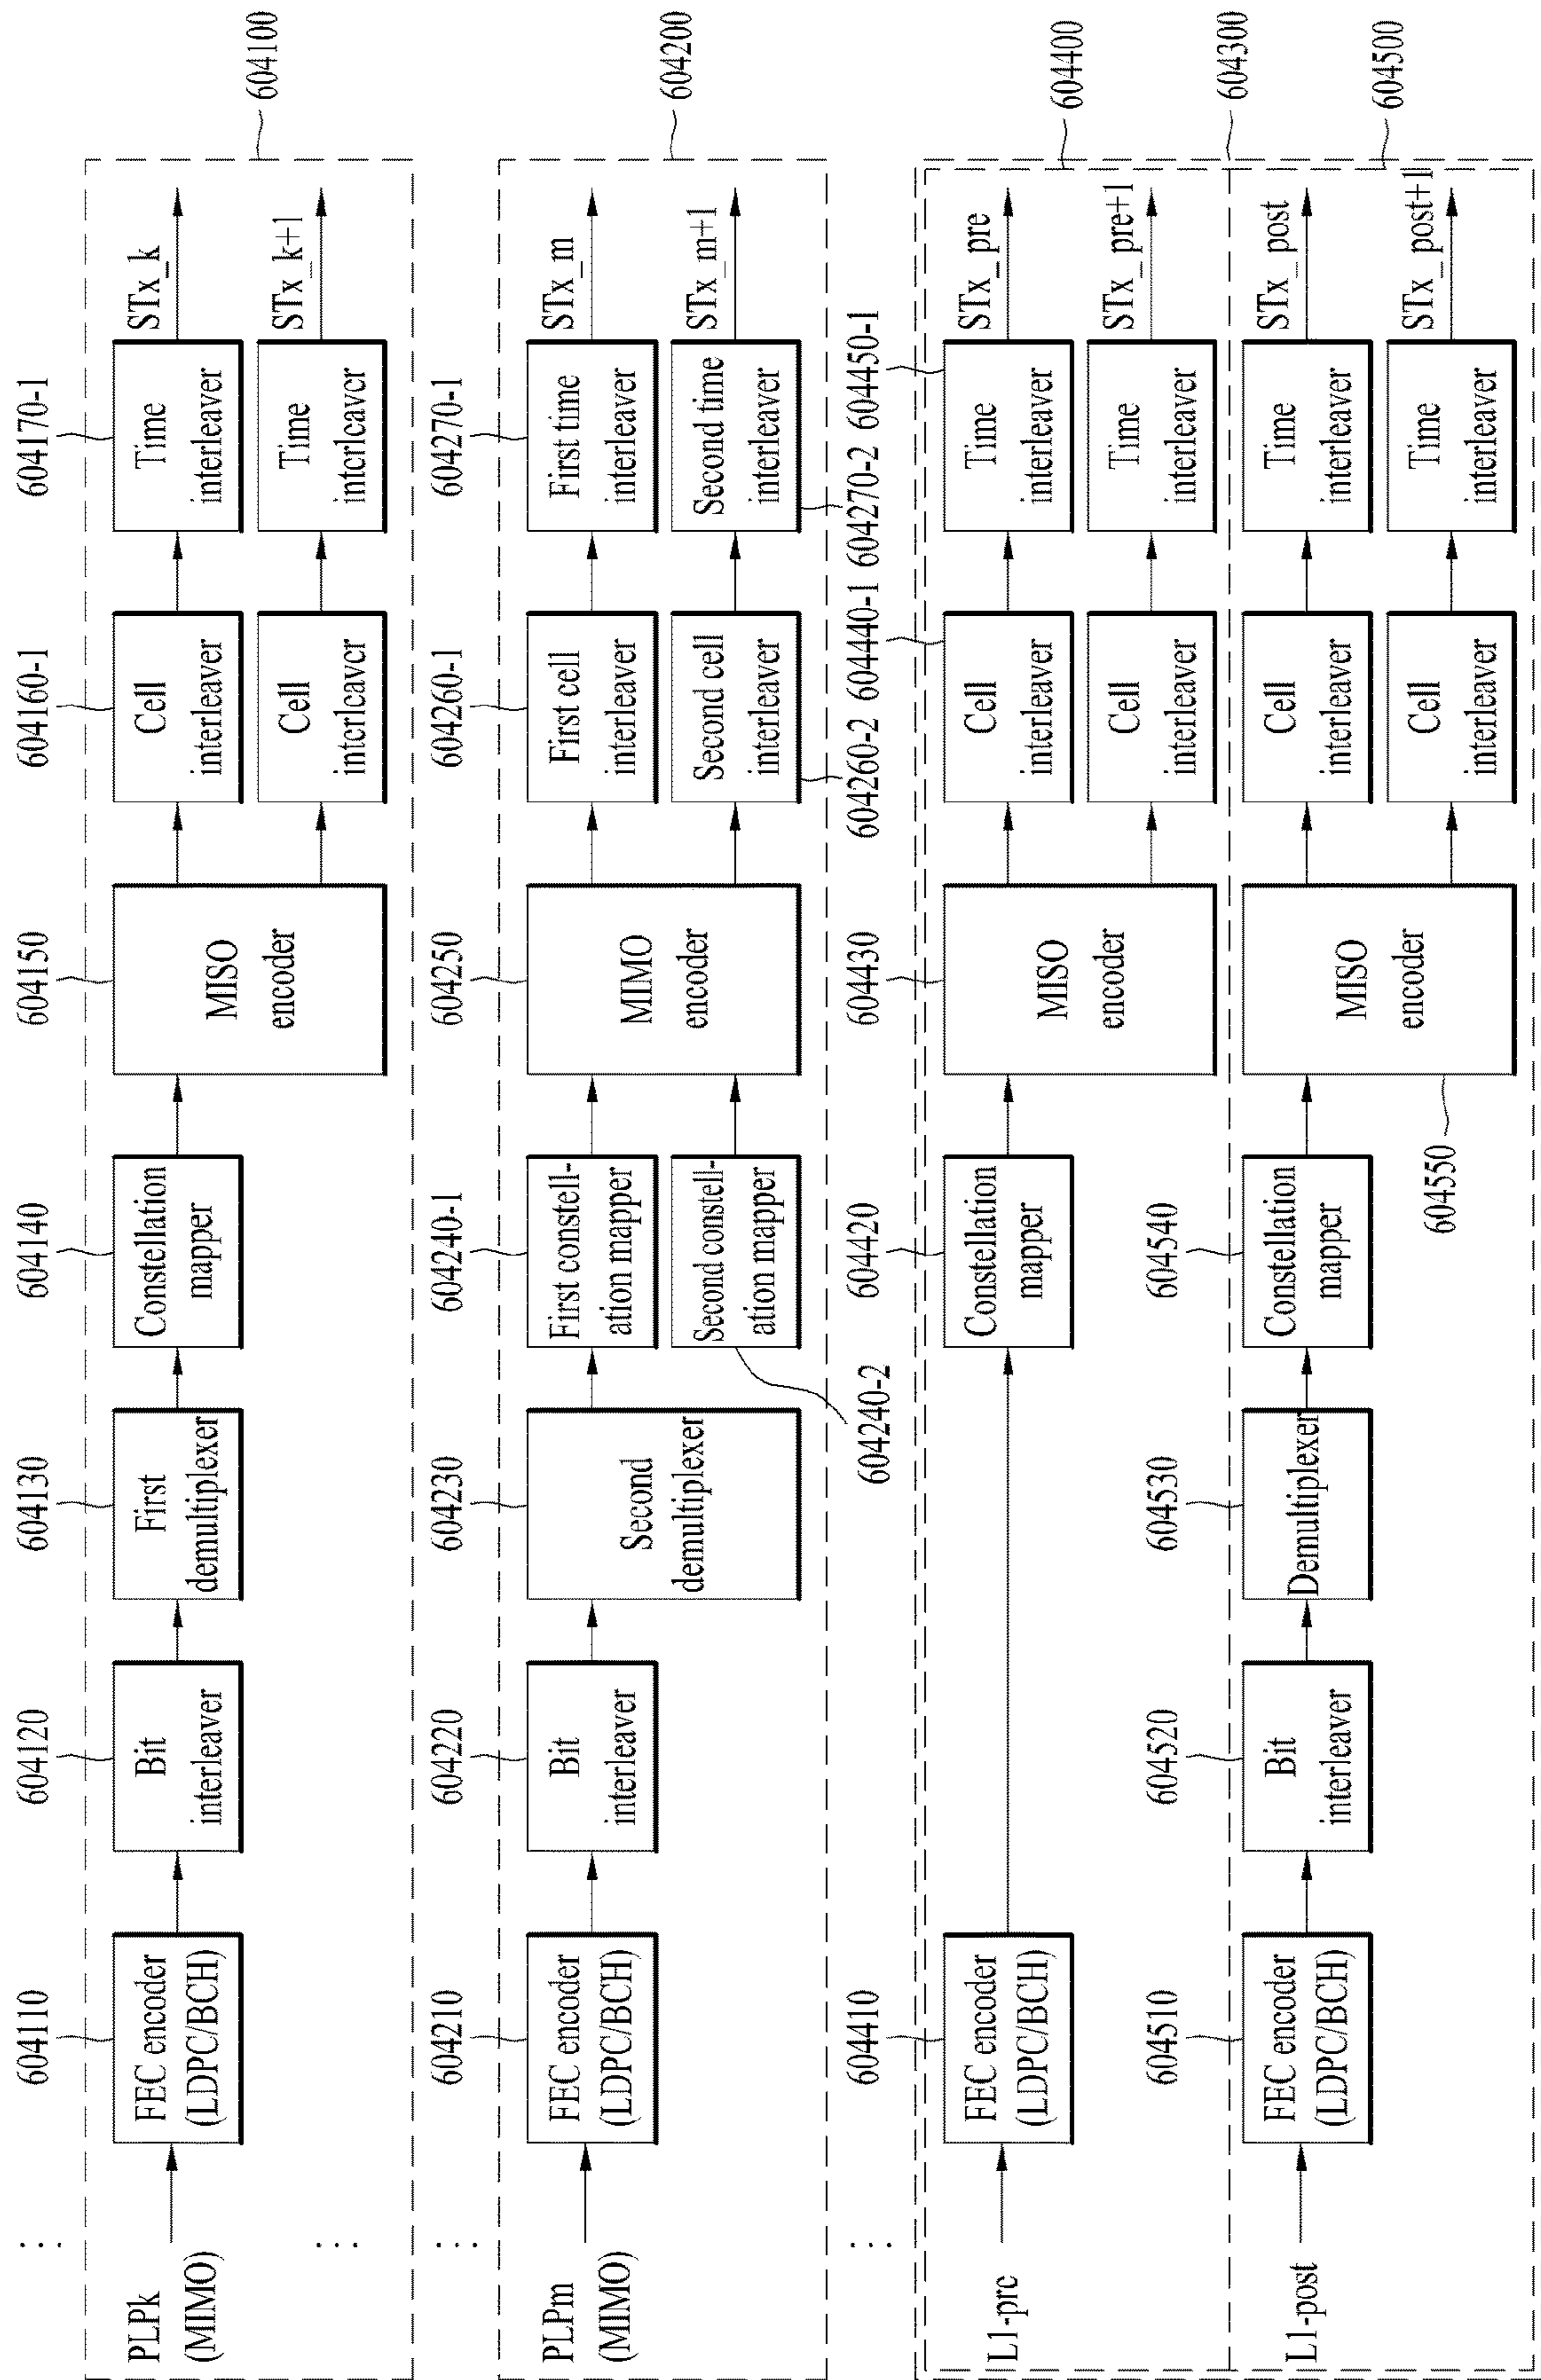 604110
604120
604130
604140
604150
604160-1
604170-1
PLPk
(MIMO)
FEC encoder
(LDPC/BCH)
Bit
interleaver
First
demultiplexer
Constellation
mapper
MISO
encoder
Cell
interleaver
Time
interleaver
STx_k
Cell
interleaver
Time
interleaver
STx_k+1
604100
604210
604220
604230
604240-1
604250
604260-1
604270-1
PLPm
(MIMO)
FEC encoder
(LDPC/BCH)
Bit
interleaver
Second
demultiplexer
First constell-
ation mapper
MIMO
encoder
First cell
interleaver
First time
interleaver
STx_m
Second constell-
ation mapper
Second cell
interleaver
Second time
interleaver
STx_m+1
604200
604240-2
604260-2
604270-2
604410
604420
604430
604440-1
604450-1
L1-pre
FEC encoder
(LDPC/BCH)
Constellation
mapper
MISO
encoder
Cell
interleaver
Time
interleaver
STx_pre
Cell
interleaver
Time
interleaver
STx_pre+1
604400
604300
604510
604520
604530
604540
L1-post
FEC encoder
(LDPC/BCH)
Bit
interleaver
Demultiplexer
Constellation
mapper
MISO
encoder
Cell
interleaver
Time
interleaver
STx_post
Cell
interleaver
Time
interleaver
STx_post+1
604500
604550